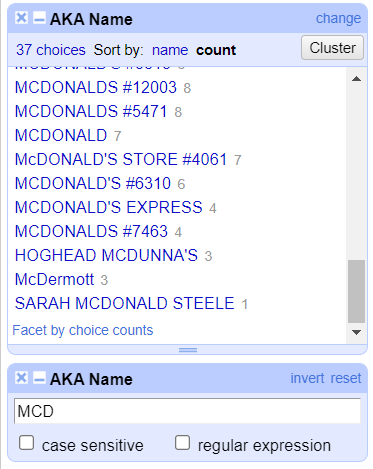 AKA Name change
37 choices Sort by: name count Cluster
MCDONALDS #12003 8
MCDONALDS #5471 8
MCDONALD 7
McDONALD'S STORE #4061 7
MCDONALD'S #6310 6
MCDONALD'S EXPRESS 4
MCDONALDS #7463 4
HOGHEAD MCDUNNA'S 3
McDermott 3
SARAH MCDONALD STEELE 1
Facet by choice counts
AKA Name invert reset
MCD
case sensitive regular expression